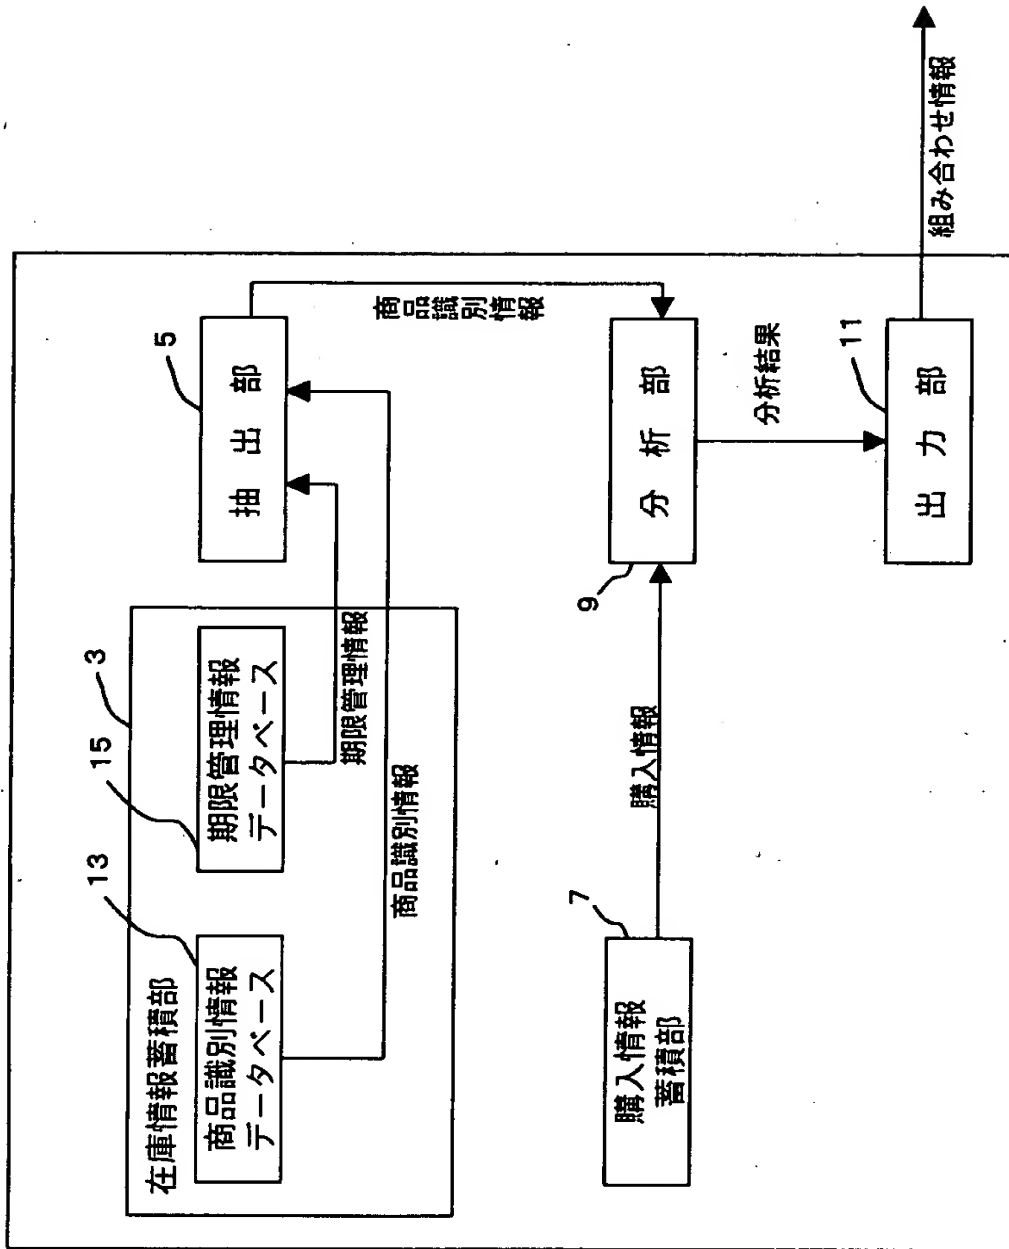 在庫情報蓄積部
3
13
商品識別情報
データベース
15
期限管理情報
データベース
期限管理情報
商品識別情報
5
抽出部
商品識別情報
7
購入情報
蓄積部
購入情報
9
分析部
分析結果
11
出力部
組み合わせ情報